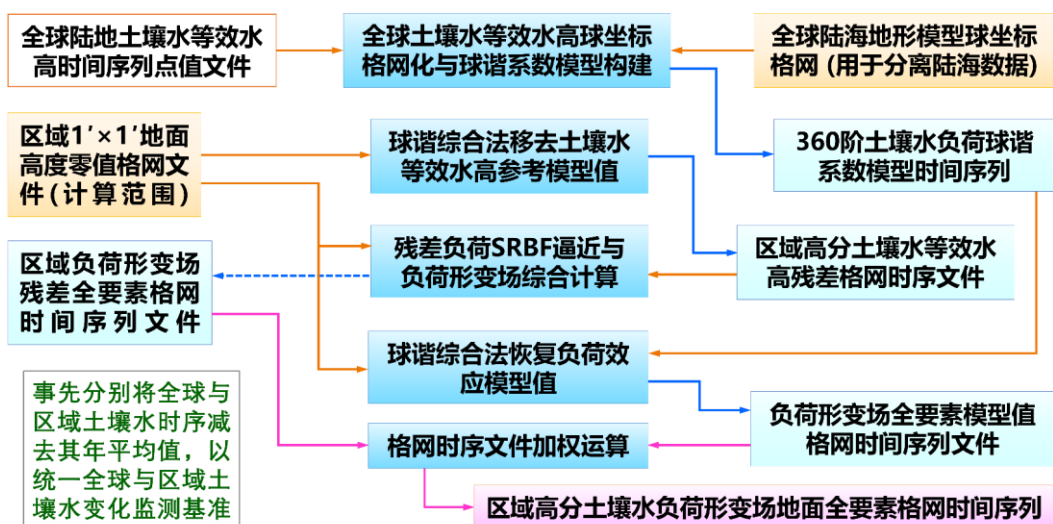 全球陆地土壤水等效水
高时间序列点值文件
全球土壤水等效水高球坐标
格网化与球谐系数模型构建
全球陆海地形模型球坐标
格网 (用于分离陆海数据)
区域1′×1′地面
高度零值格网文
件(计算范围)
球谐综合法移去土壤水
等效水高参考模型值
360阶土壤水负荷球谐
系数模型时间序列
区域负荷形变场
残差全要素格网
时间序列文件
残差负荷SRBF逼近与
负荷形变场综合计算
区域高分土壤水等效水
高残差格网时序文件
球谐综合法恢复负荷效
应模型值
事先分别将全球与
区域土壤水时序减
去其年平均值，以
统一全球与区域土
壤水变化监测基准
格网时序文件加权运算
负荷形变场全要素模型值
格网时间序列文件
区域高分土壤水负荷形变场地面全要素格网时间序列